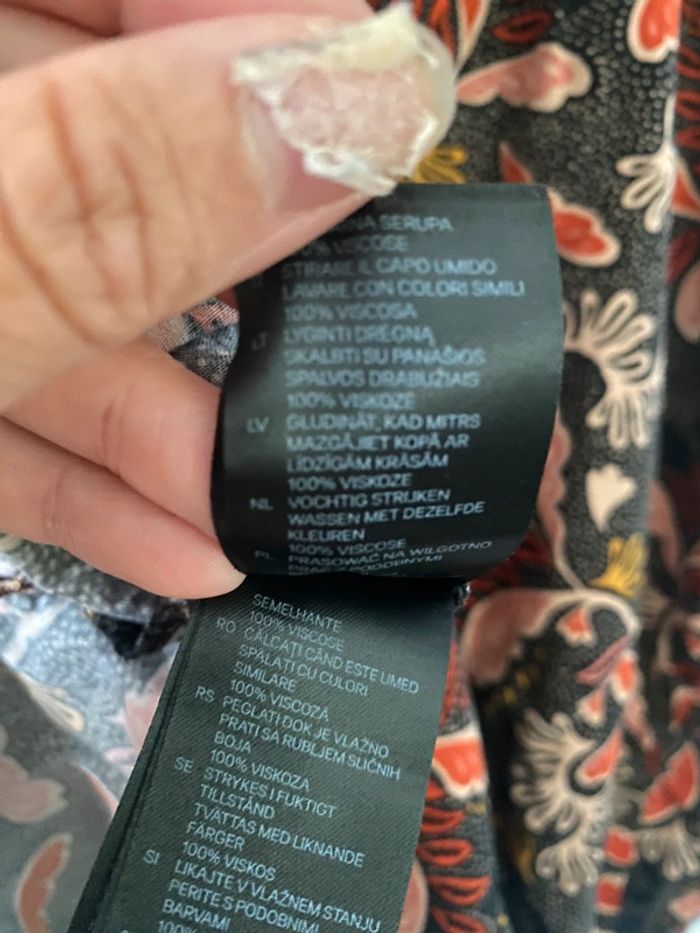 SERUPA
100% VISCOSE
STIRARE IL CAPO UMIDO
LAVARE CON COLORI SIMILI
100% VISCOSA
LT LYGINTI DRĖGNĄ
SKALBTI SU PANAŠIOS
SPALVOS DRABUŽIAIS
100% VISKOZĖ
LV GLUDINĀT, KAD MITRS
MAZGĀJIET KOPĀ AR
LĪDZĪGĀM KRĀSĀM
100% VISKOZE
NL VOCHTIG STRIJKEN
WASSEN MET DEZELFDE
KLEUREN
100% VISCOSE
PL PRASOWAĆ NA WILGOTNO
PODOBNYMI
SEMELHANTE
100% VISCOSE
RO CĂLCAȚI CÂND ESTE UMED
SPĂLAȚI CU CULORI
SIMILARE
100% VISCOZĂ
RS PEGLATI DOK JE VLAŽNO
PRATI SA RUBLJEM SLIČNIH
BOJA
100% VISKOZA
SE STRYKES I FUKTIGT
TILLSTÅND
TVÄTTAS MED LIKNANDE
FÄRGER
100% VISKOS
SI LIKAJTE V VLAŽNEM STANJU
PERITE S PODOBNIMI
BARVAMI
100%